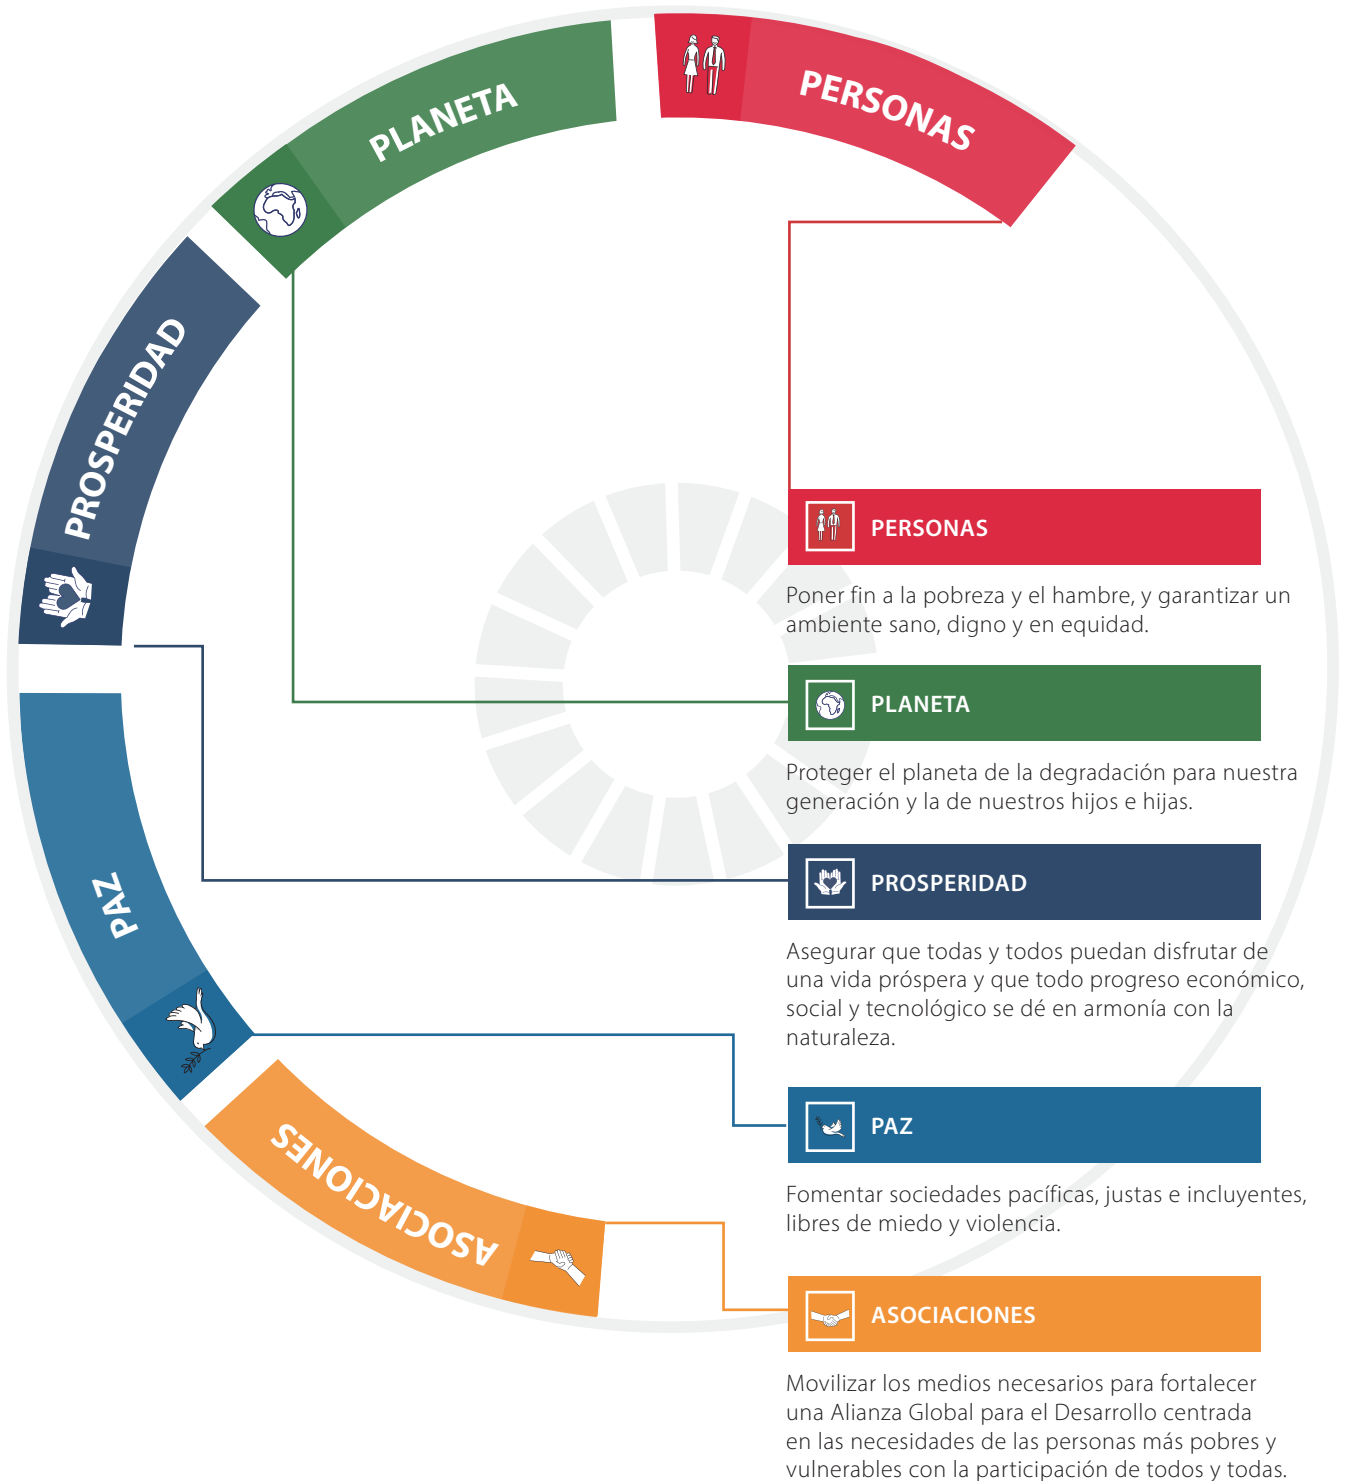 PLANETA
PERSONAS
PROSPERIDAD
PAZ
ASOCIACIONES
PERSONAS
Poner fin a la pobreza y el hambre, y garantizar un
ambiente sano, digno y en equidad.
PLANETA
Proteger el planeta de la degradación para nuestra
generación y la de nuestros hijos e hijas.
PROSPERIDAD
Asegurar que todas y todos puedan disfrutar de
una vida próspera y que todo progreso económico,
social y tecnológico se dé en armonía con la
naturaleza.
PAZ
Fomentar sociedades pacíficas, justas e incluyentes,
libres de miedo y violencia.
ASOCIACIONES
Movilizar los medios necesarios para fortalecer
una Alianza Global para el Desarrollo centrada
en las necesidades de las personas más pobres y
vulnerables con la participación de todos y todas.